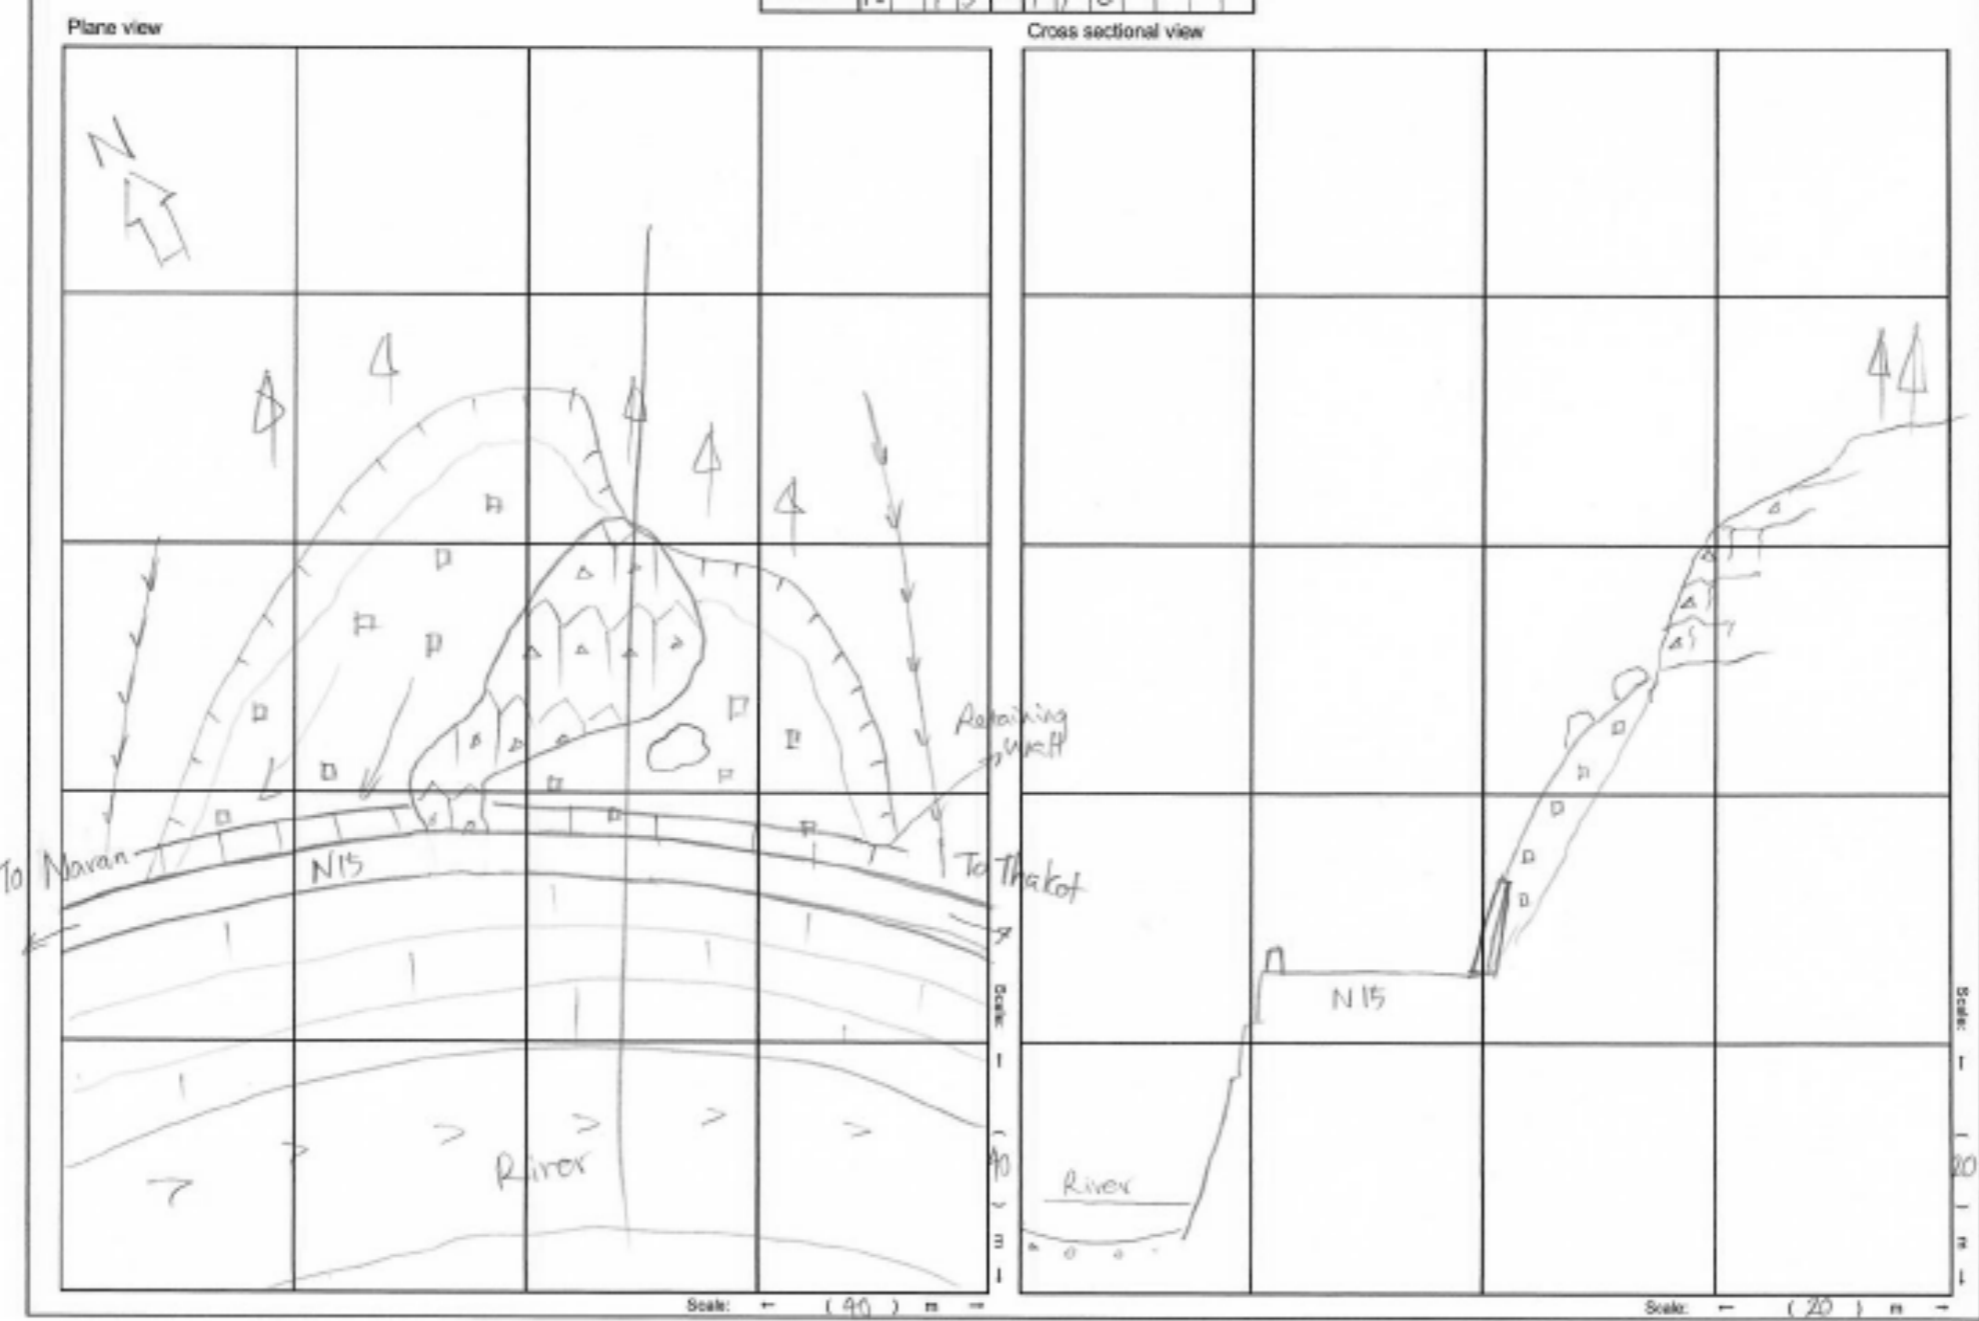 Plane view
Cross sectional view
N
Retaining
wall
To Naran
N15
To Thakot
River
Scale: ← ( 40 ) m →
Scale: ← ( 40 ) m →
N15
River
Scale: ← ( 20 ) m →
Scale: ← ( 20 ) m →